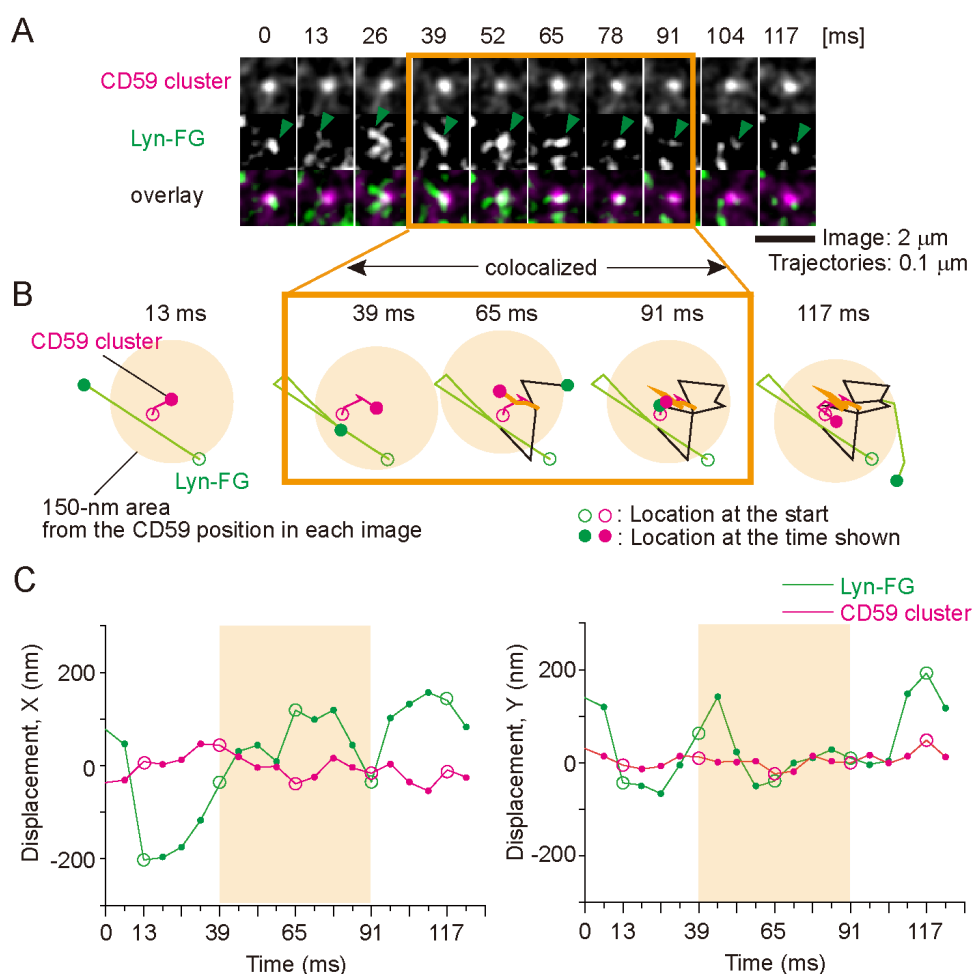 A
0 13 26 39 52 65 78 91 104 117 [ms]
CD59 cluster
Lyn-FG
overlay
Image: 2 μm
Trajectories: 0.1 μm
colocalized
B
13 ms 39 ms 65 ms 91 ms 117 ms
CD59 cluster
Lyn-FG
150-nm area
from the CD59 position in each image
: Location at the start
: Location at the time shown
C
Lyn-FG
CD59 cluster
Displacement, X (nm)
200
0
-200
0 13 39 65 91 117
Time (ms)
Displacement, Y (nm)
200
0
-200
0 13 39 65 91 117
Time (ms)